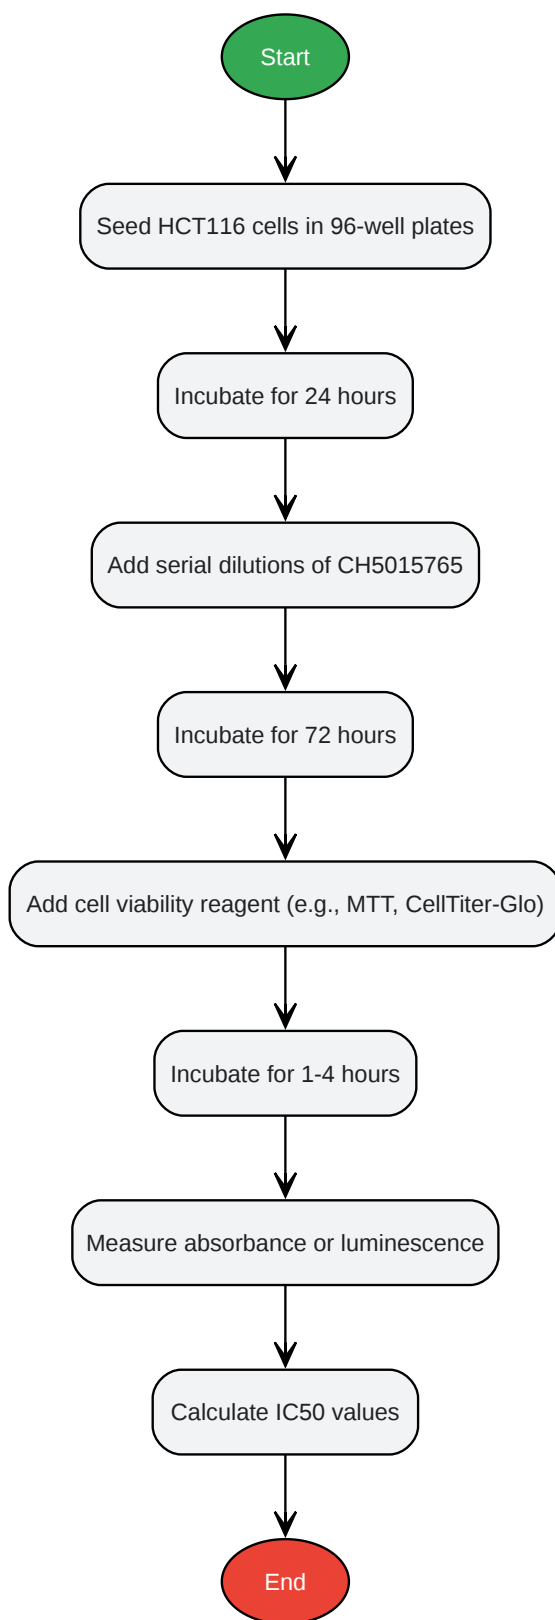 Start
Seed HCT116 cells in 96-well plates
Incubate for 24 hours
Add serial dilutions of CH5015765
Incubate for 72 hours
Add cell viability reagent (e.g., MTT, CellTiter-Glo)
Incubate for 1-4 hours
Measure absorbance or luminescence
Calculate IC50 values
End